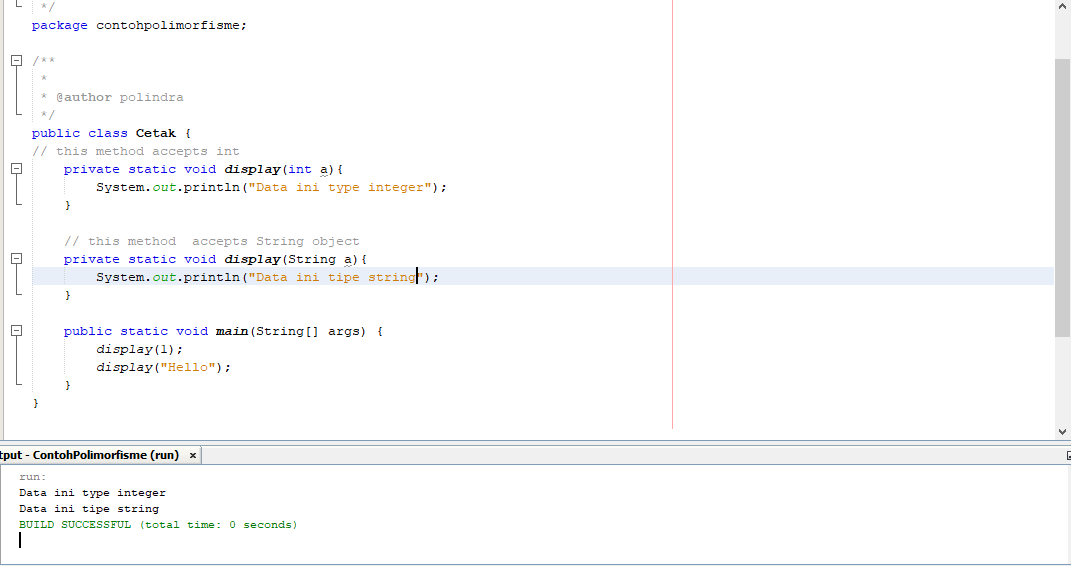 */
package contohpolimorfisme;
/**
*
* @author polindra
*/
public class Cetak {
// this method accepts int
private static void display(int a){
System.out.println("Data ini type integer");
}
// this method  accepts String object
private static void display(String a){
System.out.println("Data ini tipe string");
}
public static void main(String[] args) {
display(1);
display("Hello");
}
}
tput - ContohPolimorfisme (run) ×
run:
Data ini type integer
Data ini tipe string
BUILD SUCCESSFUL (total time: 0 seconds)